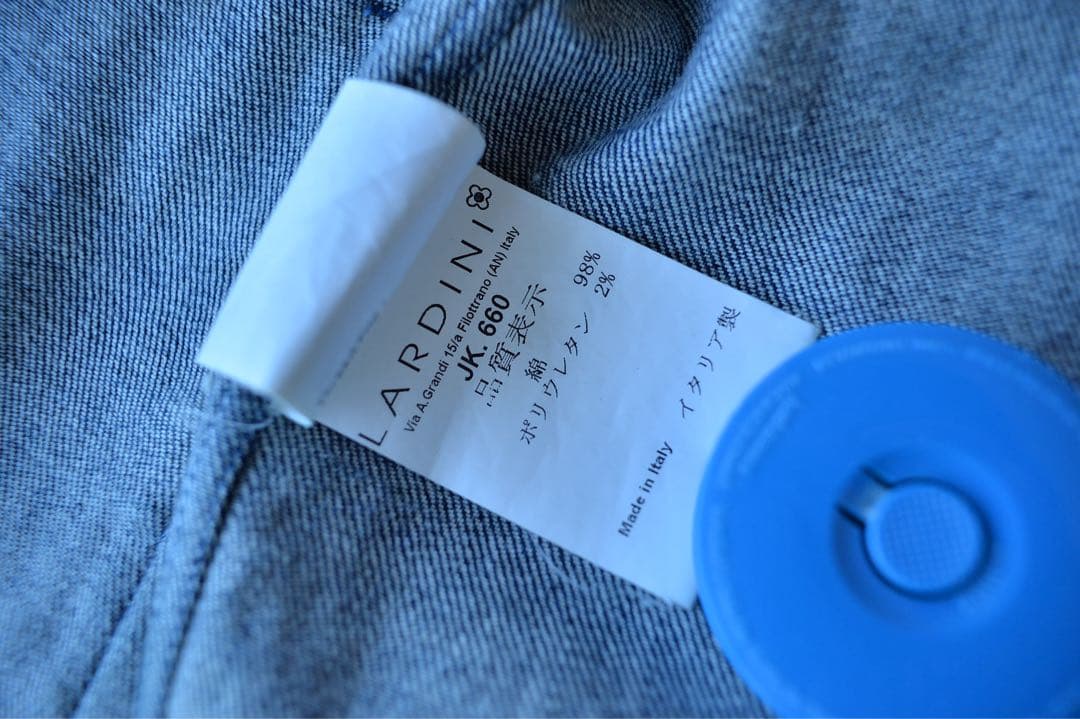 LARDINI
Via A.Grandi 15/a Filottrano (AN) Italy
JK. 660
品質表示
綿 98%
ポリウレタン 2%
Made in Italy イタリア製